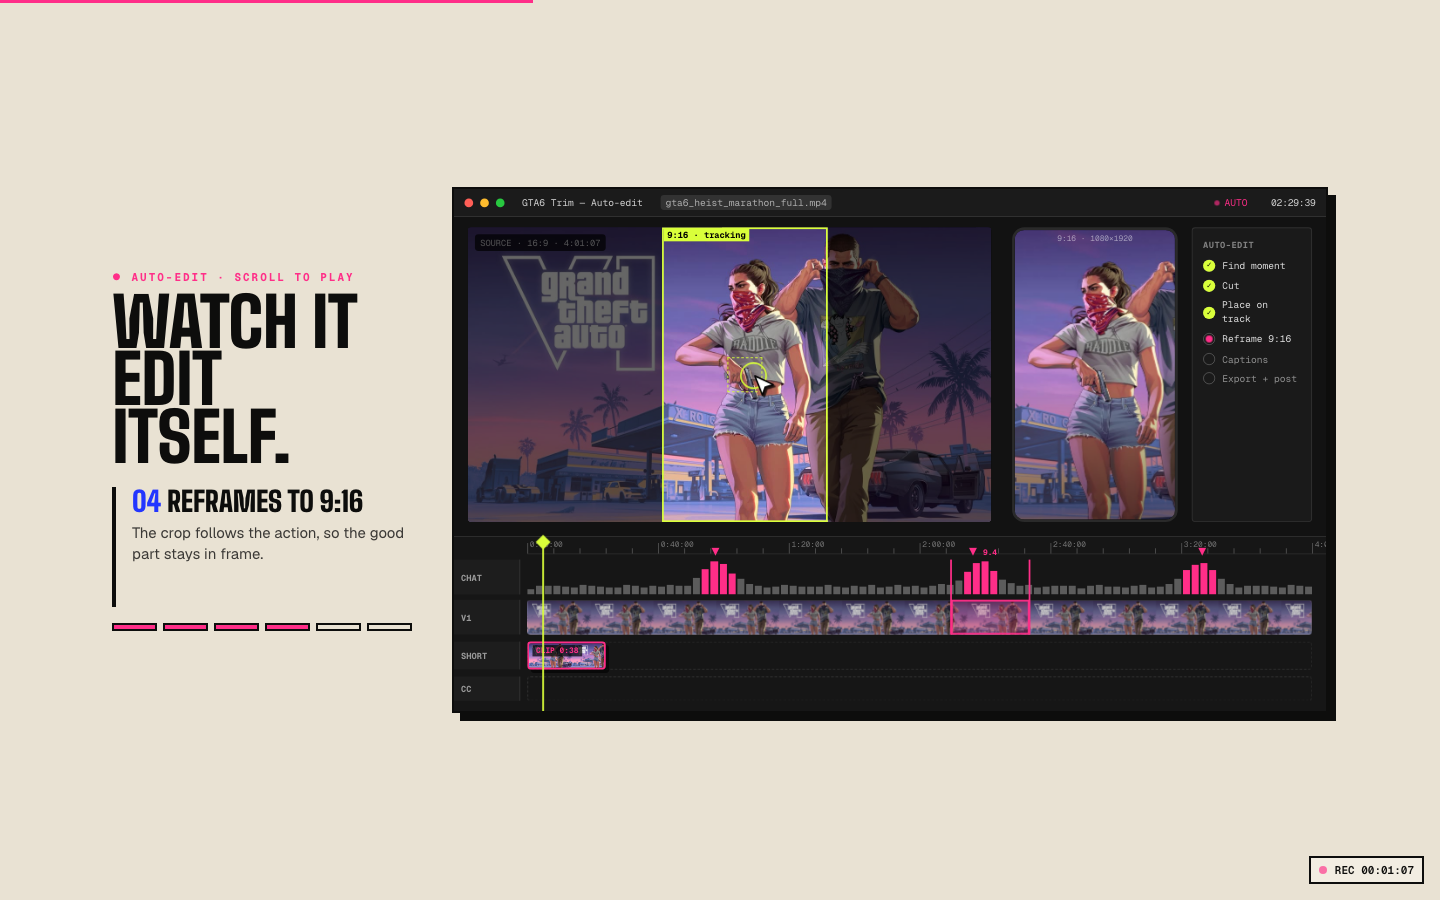 ● AUTO-EDIT · SCROLL TO PLAY
WATCH IT
EDIT
ITSELF.
04 REFRAMES TO 9:16
The crop follows the action, so the good
part stays in frame.
GTA6 Trim — Auto-edit
gta6_heist_marathon_full.mp4
AUTO
02:29:39
SOURCE · 16:9 · 4:01:07
9:16 · tracking
grand
theft
auto
VI
9:16 · 1080×1920
AUTO-EDIT
Find moment
Cut
Place on
track
Reframe 9:16
Captions
Export + post
0:40:00
1:20:00
2:00:00
9.4
2:40:00
3:20:00
CHAT
V1
SHORT
CLIP 0:38
CC
REC 00:01:07